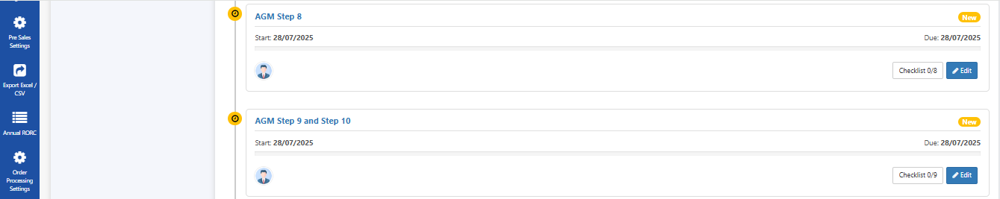 Pre Sales
Settings
Export Excel /
CSV
Annual RORC
Order
Processing
Settings
AGM Step 8
New
Start: 28/07/2025
Due: 28/07/2025
Checklist 0/8
Edit
AGM Step 9 and Step 10
New
Start: 28/07/2025
Due: 28/07/2025
Checklist 0/9
Edit